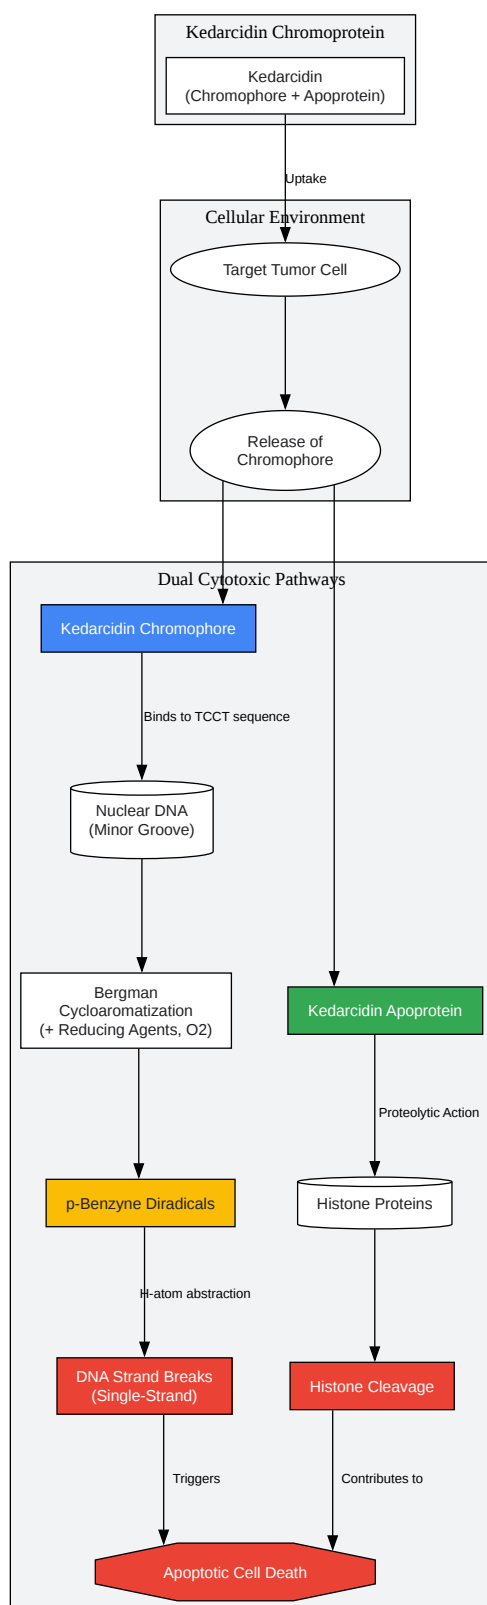 Kedarcidin Chromoprotein
Kedarcidin
(Chromophore + Apoprotein)
Uptake
Cellular Environment
Target Tumor Cell
Release of
Chromophore
Dual Cytotoxic Pathways
Kedarcidin Chromophore
Binds to TCCT sequence
Nuclear DNA
(Minor Groove)
Bergman
Cycloaromatization
(+ Reducing Agents, O2)
Kedarcidin Apoprotein
Proteolytic Action
p-Benzyne Diradicals
Histone Proteins
H-atom abstraction
DNA Strand Breaks
(Single-Strand)
Histone Cleavage
Triggers
Contributes to
Apoptotic Cell Death